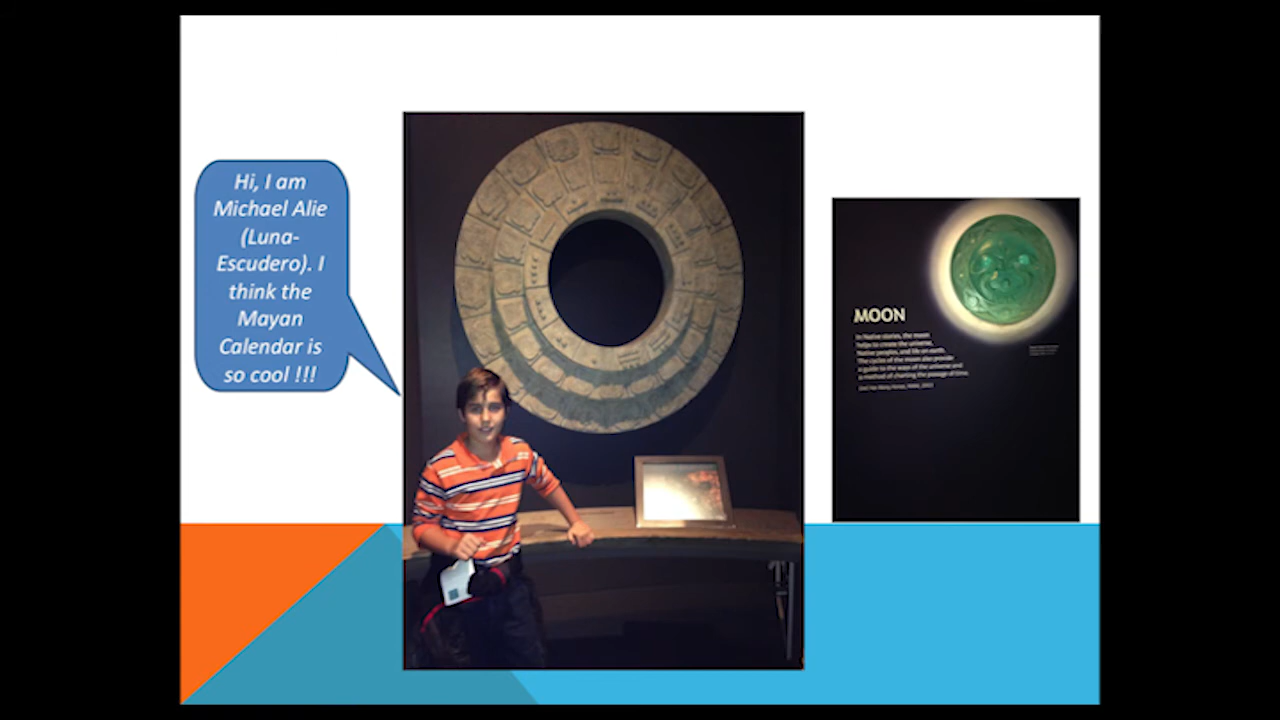 Hi, I am
Michael Alie
(Luna-
Escudero). I
think the
Mayan
Calendar is
so cool !!!
MOON
In Native stories, the moon
helps to create the universe,
Native peoples, and life on earth.
The cycles of the moon also provide
a guide to the ways of the universe and
a method of charting the passage of time.